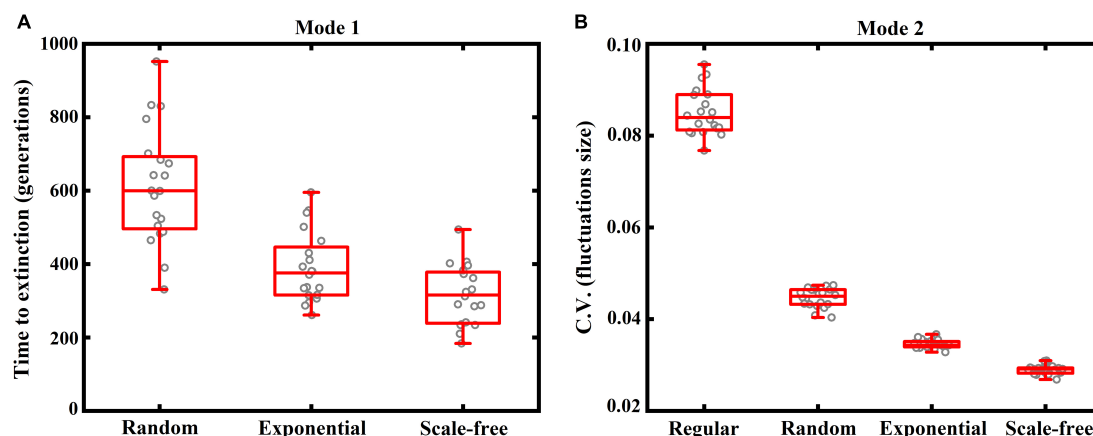 A
Mode 1
Time to extinction (generations)
1000
800
600
400
200
0
Random Exponential Scale-free
B
Mode 2
C.V. (fluctuations size)
0.10
0.08
0.06
0.04
0.02
Regular Random Exponential Scale-free